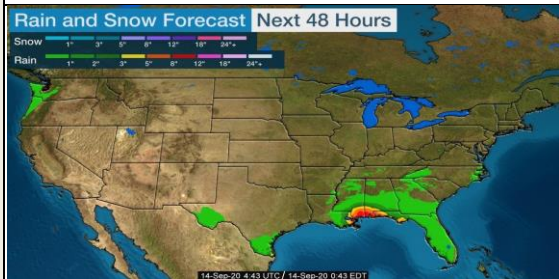 Rain and Snow Forecast Next 48 Hours
Snow 1" 3" 5" 8" 12" 18" 24"+
Rain 1" 2" 3" 5" 8" 12" 18" 24"+
14-Sep-20 4:43 UTC / 14-Sep-20 0:43 EDT